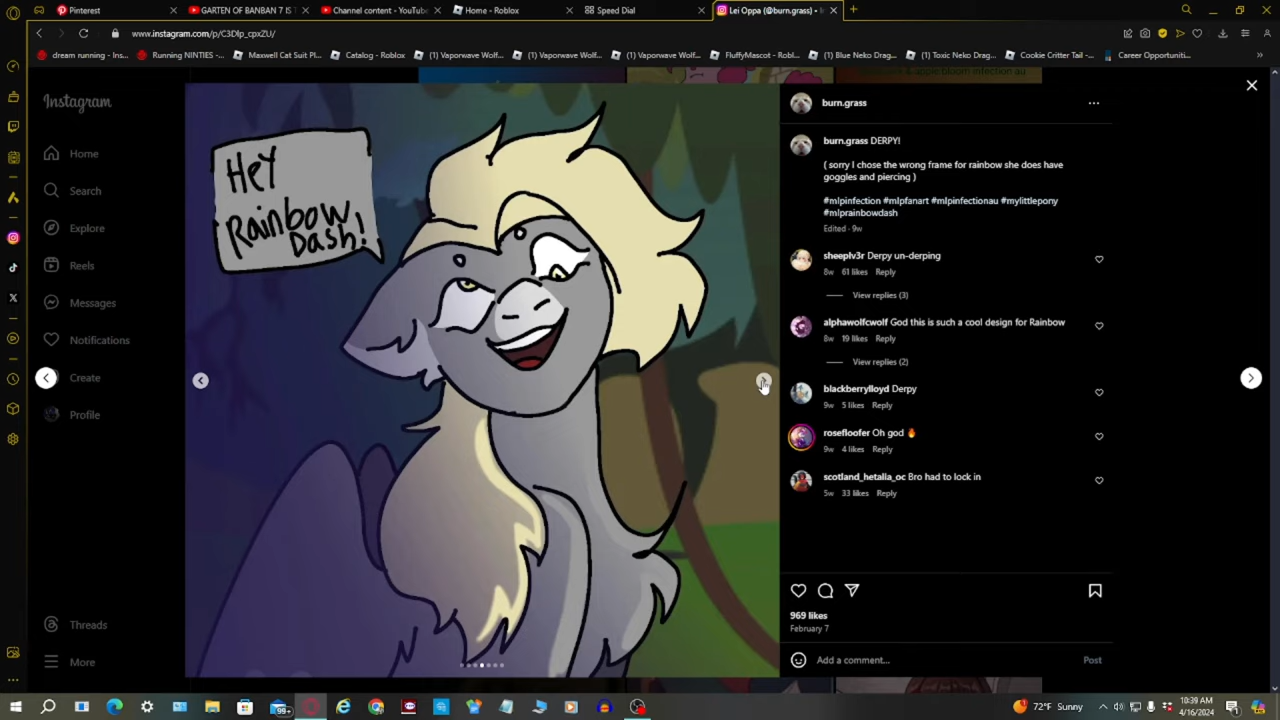 Pinterest
GARTEN OF BANBAN 7 IS T
Channel content - YouTube
Home - Roblox
Speed Dial
Lei Oppa (@burn.grass) •
www.instagram.com/p/C3Dlp_cpxZU/
dream running - Ins...
Running NINTIES -...
Maxwell Cat Suit Pl...
Catalog - Roblox
(1) Vaporwave Wolf...
(1) Vaporwave Wolf...
(1) Vaporwave Wolf...
FluffyMascot - Robl...
(1) Blue Neko Drag...
(1) Toxic Neko Drag...
Cookie Critter Tail -...
Career Opportuniti...
Instagram
Home
Search
Explore
Reels
Messages
Notifications
Create
Profile
Threads
More
HeY
Rainbow
Dash!
burn.grass
burn.grass DERPY!
( sorry I chose the wrong frame for rainbow she does have
goggles and piercing )
#mlpinfection #mlpfanart #mlpinfectionau #mylittlepony
#mlprainbowdash
Edited · 9w
sheeplv3r Derpy un-derping
8w 61 likes Reply
View replies (3)
alphawolfcwolf God this is such a cool design for Rainbow
8w 19 likes Reply
View replies (2)
blackberrylloyd Derpy
9w 5 likes Reply
rosefloofer Oh god 🔥
9w 4 likes Reply
scotland_hetalia_oc Bro had to lock in
5w 33 likes Reply
969 likes
February 7
Add a comment...
Post
99+
72°F Sunny
10:39 AM
4/16/2024